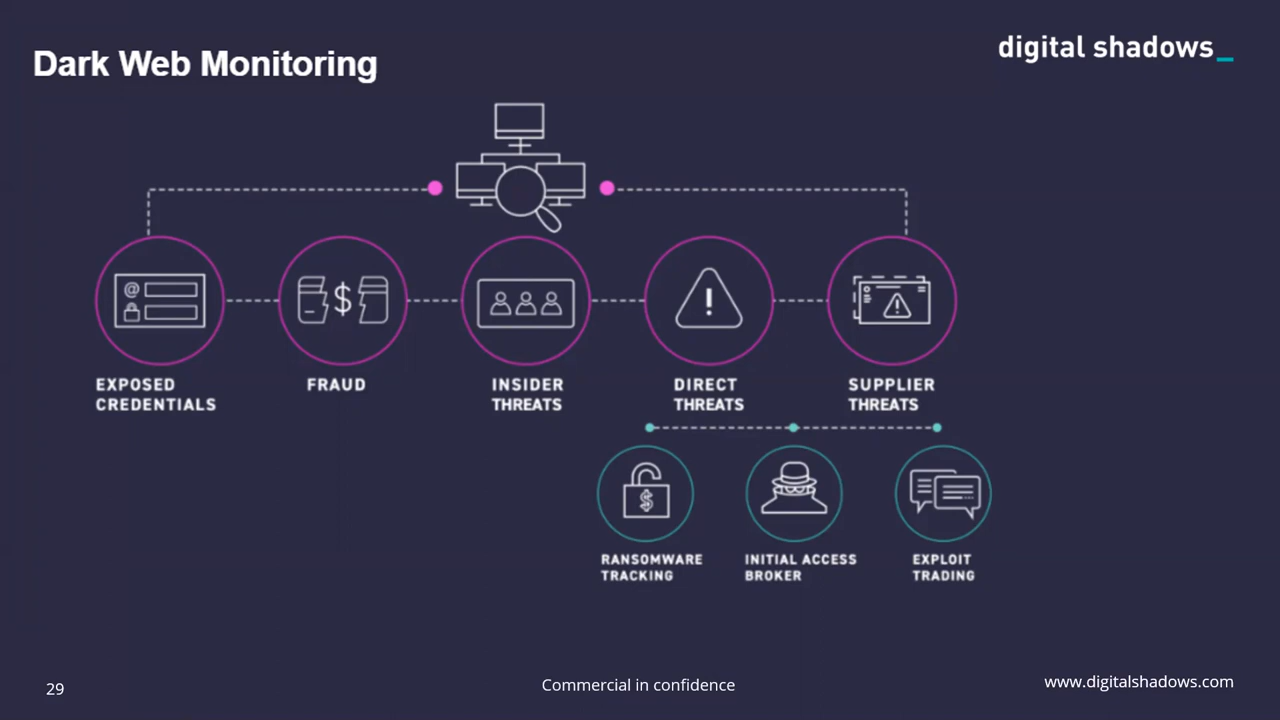 Dark Web Monitoring
digital shadows_
@
$
!
EXPOSED
CREDENTIALS
FRAUD
INSIDER
THREATS
DIRECT
THREATS
SUPPLIER
THREATS
$
RANSOMWARE
TRACKING
INITIAL ACCESS
BROKER
EXPLOIT
TRADING
29
Commercial in confidence
www.digitalshadows.com